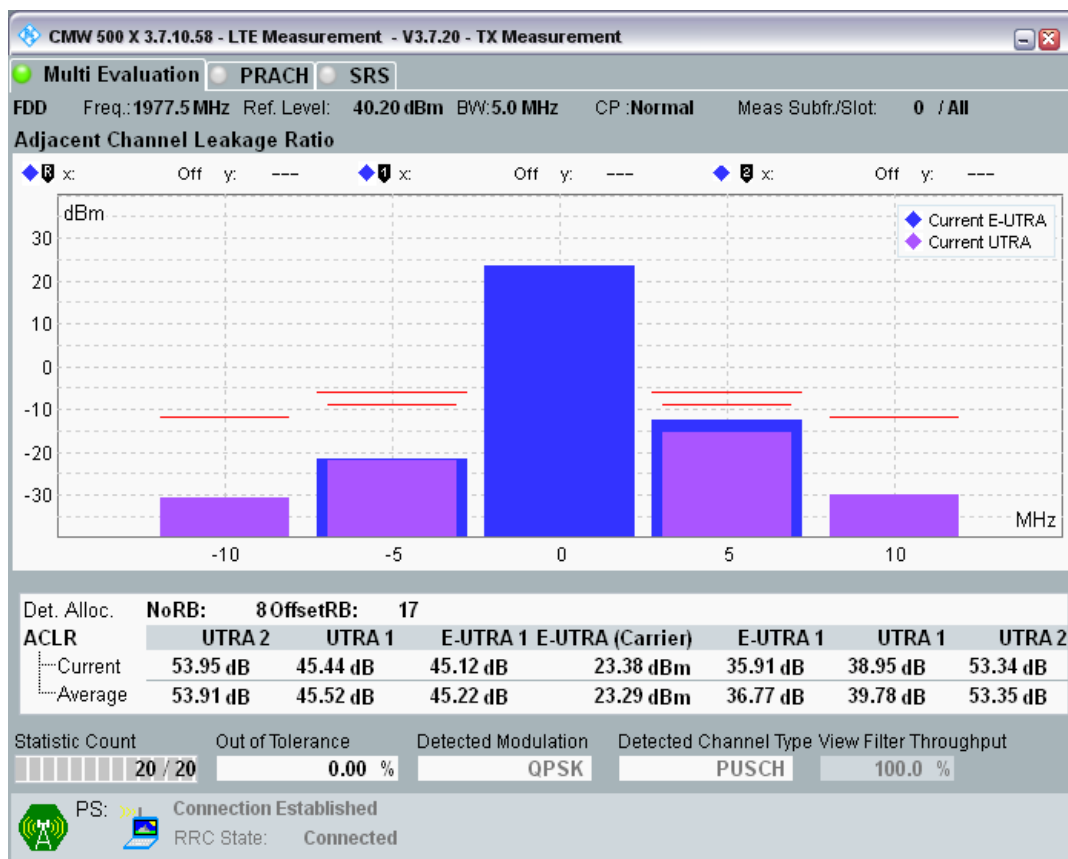 CMW 500 X 3.7.10.58 - LTE Measurement - V3.7.20 - TX Measurement
Multi Evaluation PRACH SRS
FDD Freq.: 1977.5 MHz Ref. Level: 40.20 dBm BW: 5.0 MHz CP : Normal Meas Subfr./Slot: 0 / All
Adjacent Channel Leakage Ratio
R x: Off y: --- 1 x: Off y: --- 2 x: Off y: ---
dBm
Current E-UTRA
Current UTRA
30
20
10
0
-10
-20
-30
MHz
-10 -5 0 5 10
Det. Alloc. NoRB: 8 OffsetRB: 17
ACLR UTRA 2 UTRA 1 E-UTRA 1 E-UTRA (Carrier) E-UTRA 1 UTRA 1 UTRA 2
Current 53.95 dB 45.44 dB 45.12 dB 23.38 dBm 35.91 dB 38.95 dB 53.34 dB
Average 53.91 dB 45.52 dB 45.22 dB 23.29 dBm 36.77 dB 39.78 dB 53.35 dB
Statistic Count Out of Tolerance Detected Modulation Detected Channel Type View Filter Throughput
20 / 20 0.00 % QPSK PUSCH 100.0 %
PS: Connection Established
RRC State: Connected